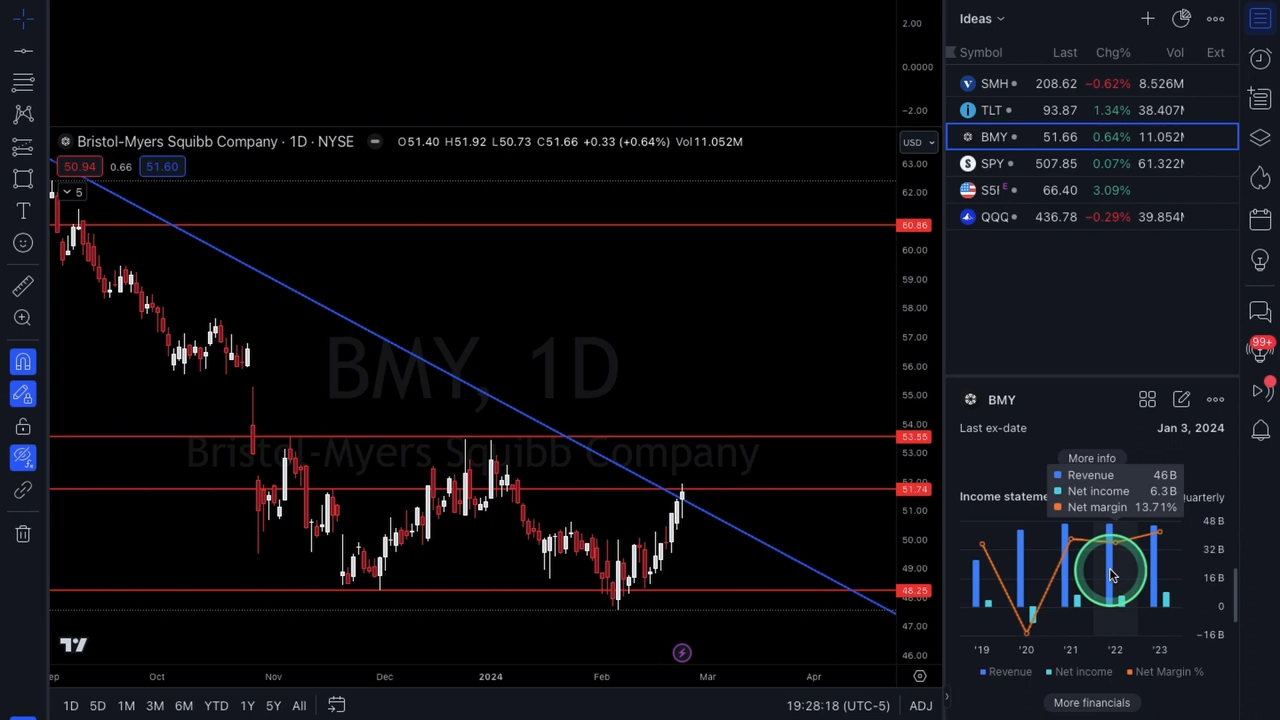 2.00
0.0000
−2.00
Bristol-Myers Squibb Company · 1D · NYSE
O51.40 H51.92 L50.73 C51.66 +0.33 (+0.64%) Vol11.052M
USD
50.94 0.66 51.60
5
63.00
62.00
60.86
60.00
59.00
58.00
57.00
56.00
55.00
54.00
53.55
53.00
51.74
51.00
50.00
49.00
48.25
47.00
46.00
BMY, 1D
Bristol-Myers Squibb Company
Oct Nov Dec 2024 Feb Mar Apr
1D 5D 1M 3M 6M YTD 1Y 5Y All
19:28:18 (UTC-5) ADJ
Ideas
Symbol Last Chg% Vol Ext
SMH 208.62 −0.62% 8.526M
TLT 93.87 1.34% 38.407M
BMY 51.66 0.64% 11.052M
SPY 507.85 0.07% 61.322M
S5I E 66.40 3.09%
QQQ 436.78 −0.29% 39.854M
99+
BMY
Last ex-date Jan 3, 2024
More info
Revenue 46B
Net income 6.3B
Net margin 13.71%
48 B
32 B
16 B
0
−16 B
'19 '20 '21 '22 '23
Revenue Net income Net Margin %
More financials